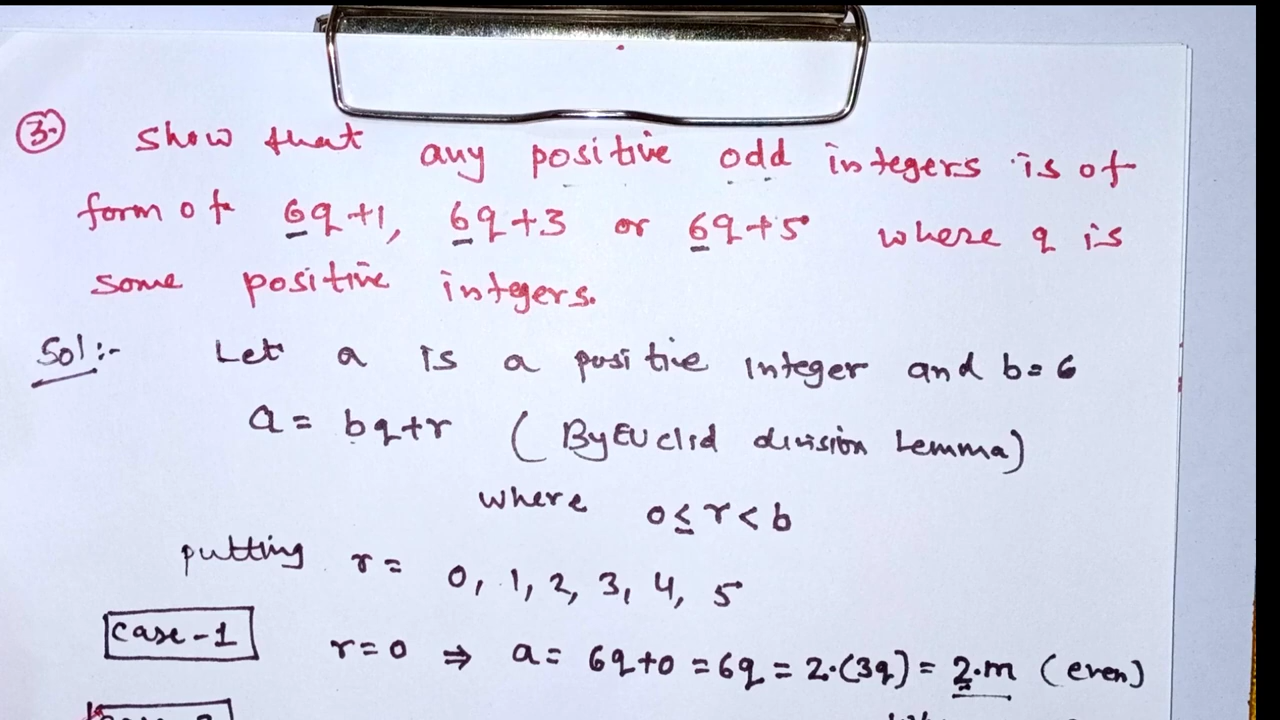 3. Show that any positive odd integers is of
form of 6q+1, 6q+3 or 6q+5 where q is
some positive integers.
Sol:- Let a is a positive integer and b=6
a = bq+r (By Euclid division Lemma)
where 0≤r<b
putting r= 0, 1, 2, 3, 4, 5
Case-1 r=0 ⇒ a= 6q+0 =6q = 2·(3q) = 2·m (even)